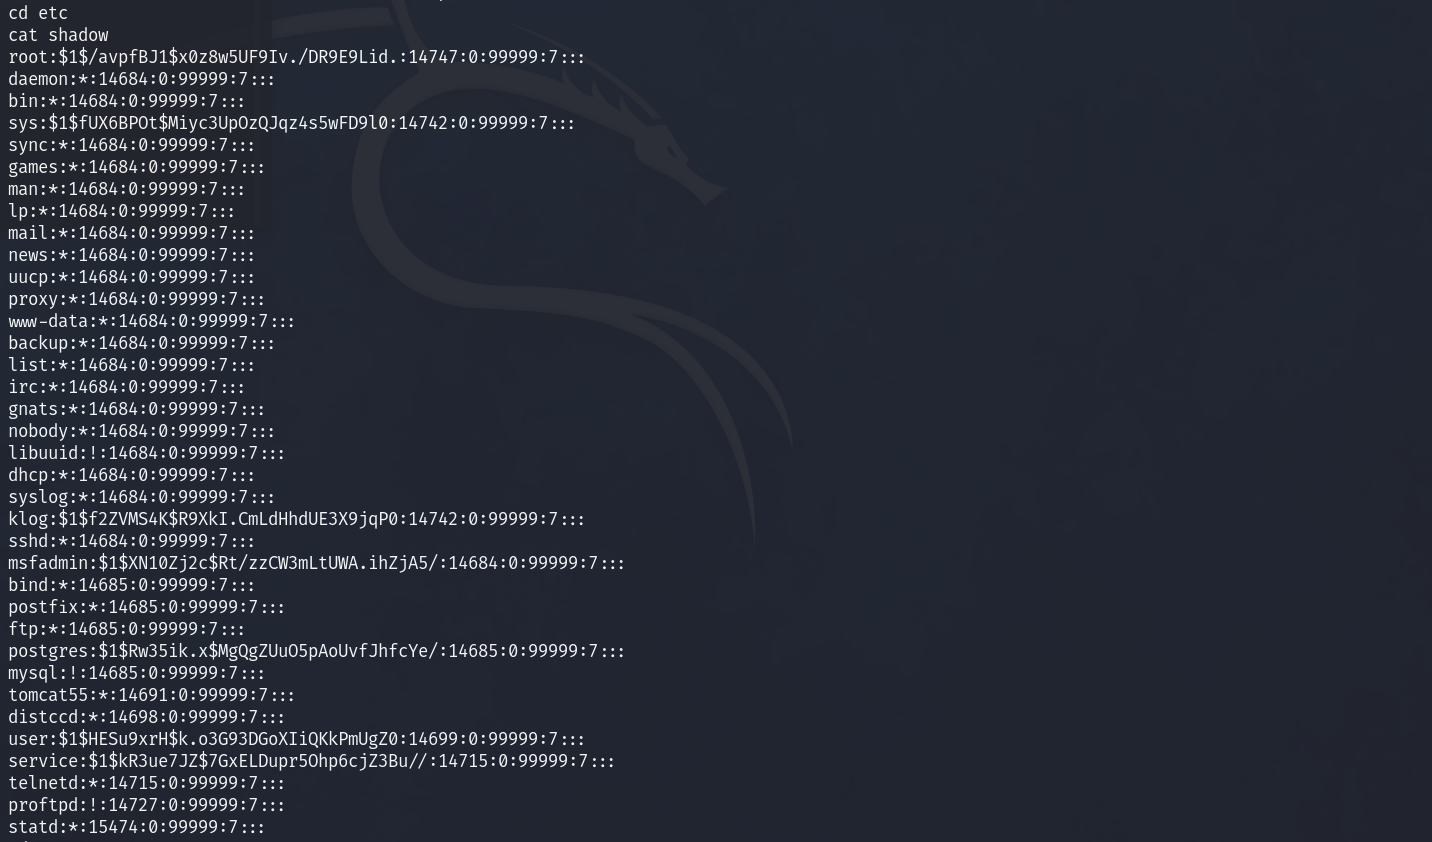 cd etc
cat shadow
root:$1$/avpfBJ1$x0z8w5UF9Iv./DR9E9Lid.:14747:0:99999:7:::
daemon:*:14684:0:99999:7:::
bin:*:14684:0:99999:7:::
sys:$1$fUX6BPOt$Miyc3UpOzQJqz4s5wFD9l0:14742:0:99999:7:::
sync:*:14684:0:99999:7:::
games:*:14684:0:99999:7:::
man:*:14684:0:99999:7:::
lp:*:14684:0:99999:7:::
mail:*:14684:0:99999:7:::
news:*:14684:0:99999:7:::
uucp:*:14684:0:99999:7:::
proxy:*:14684:0:99999:7:::
www-data:*:14684:0:99999:7:::
backup:*:14684:0:99999:7:::
list:*:14684:0:99999:7:::
irc:*:14684:0:99999:7:::
gnats:*:14684:0:99999:7:::
nobody:*:14684:0:99999:7:::
libuuid:!:14684:0:99999:7:::
dhcp:*:14684:0:99999:7:::
syslog:*:14684:0:99999:7:::
klog:$1$f2ZVMS4K$R9XkI.CmLdHhdUE3X9jqP0:14742:0:99999:7:::
sshd:*:14684:0:99999:7:::
msfadmin:$1$XN10Zj2c$Rt/zzCW3mLtUWA.ihZjA5/:14684:0:99999:7:::
bind:*:14685:0:99999:7:::
postfix:*:14685:0:99999:7:::
ftp:*:14685:0:99999:7:::
postgres:$1$Rw35ik.x$MgQgZUuO5pAoUvfJhfcYe/:14685:0:99999:7:::
mysql:!:14685:0:99999:7:::
tomcat55:*:14691:0:99999:7:::
distccd:*:14698:0:99999:7:::
user:$1$HESu9xrH$k.o3G93DGoXIiQKkPmUgZ0:14699:0:99999:7:::
service:$1$kR3ue7JZ$7GxELDupr5Ohp6cjZ3Bu//:14715:0:99999:7:::
telnetd:*:14715:0:99999:7:::
proftpd:!:14727:0:99999:7:::
statd:*:15474:0:99999:7:::